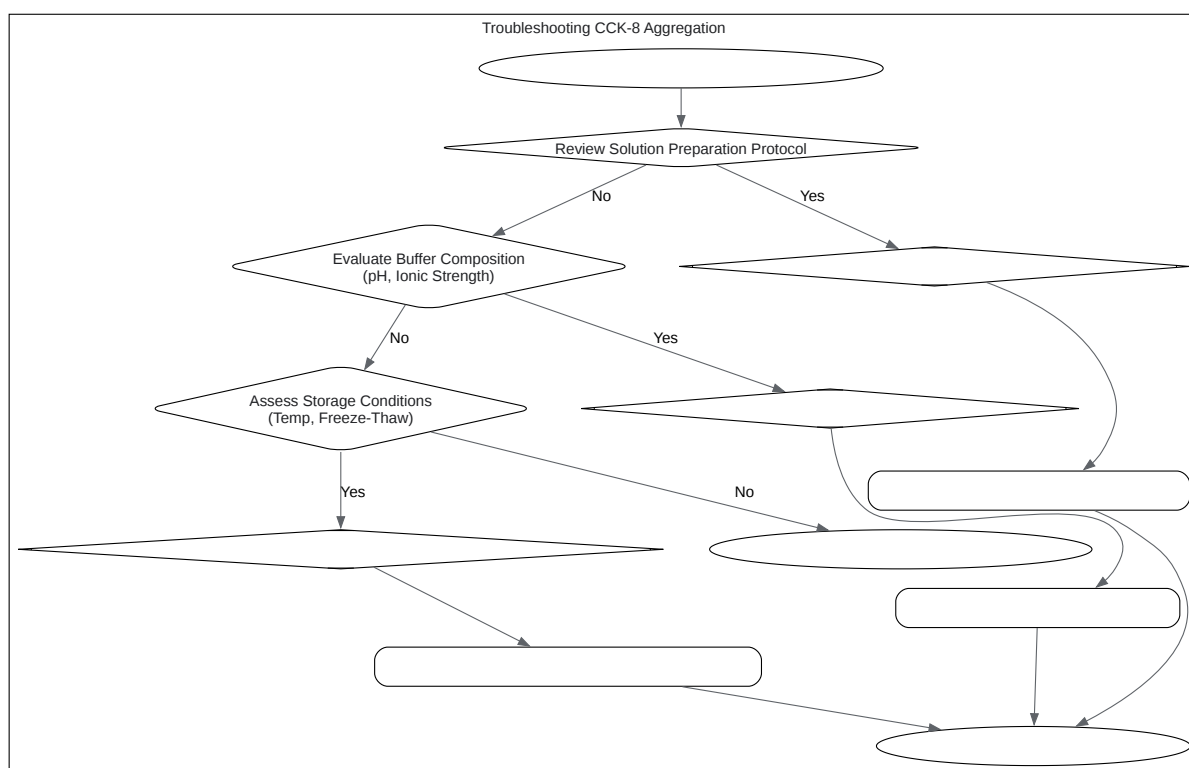 Troubleshooting CCK-8 Aggregation
Review Solution Preparation Protocol
No
Yes
Evaluate Buffer Composition
(pH, Ionic Strength)
No
Yes
Assess Storage Conditions
(Temp, Freeze-Thaw)
Yes
No